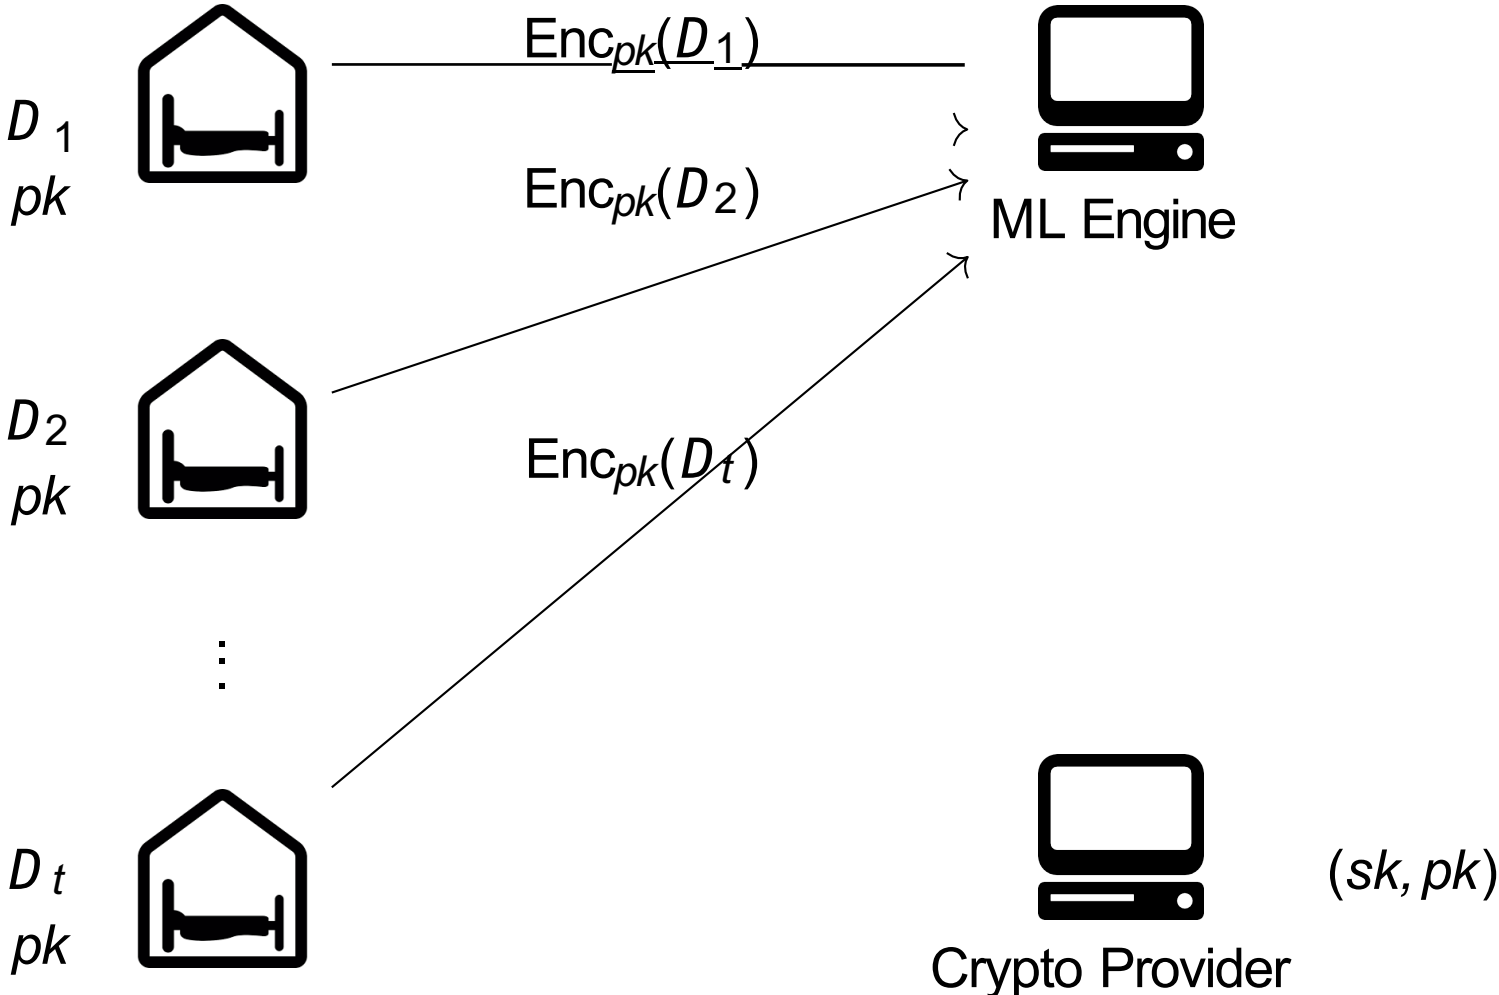 Enc_pk(D_1)
D_1
pk
Enc_pk(D_2)
ML Engine
D_2
pk
Enc_pk(D_t)
⋮
D_t
pk
(sk, pk)
Crypto Provider